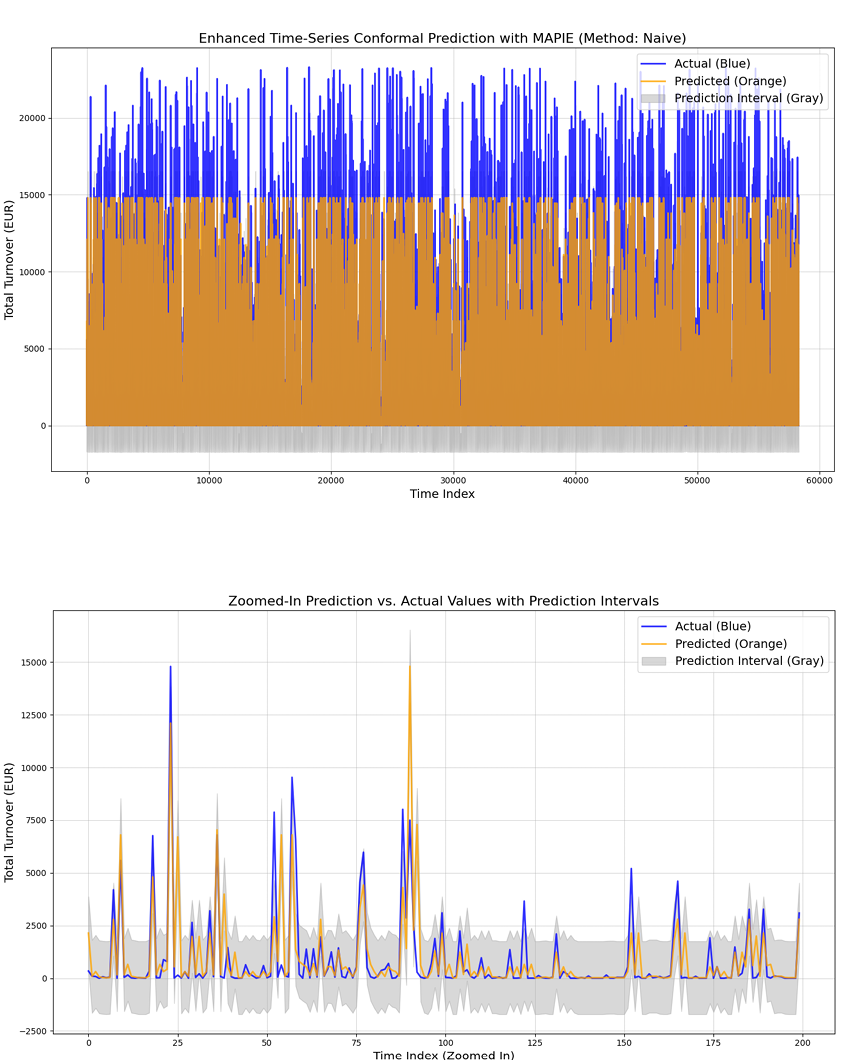 Enhanced Time-Series Conformal Prediction with MAPIE (Method: Naive)
Actual (Blue)
Predicted (Orange)
Prediction Interval (Gray)
Total Turnover (EUR)
20000
15000
10000
5000
0
0 10000 20000 30000 40000 50000 60000
Time Index
Zoomed-In Prediction vs. Actual Values with Prediction Intervals
Actual (Blue)
Predicted (Orange)
Prediction Interval (Gray)
Total Turnover (EUR)
15000
12500
10000
7500
5000
2500
0
−2500
0 25 50 75 100 125 150 175 200
Time Index (Zoomed In)